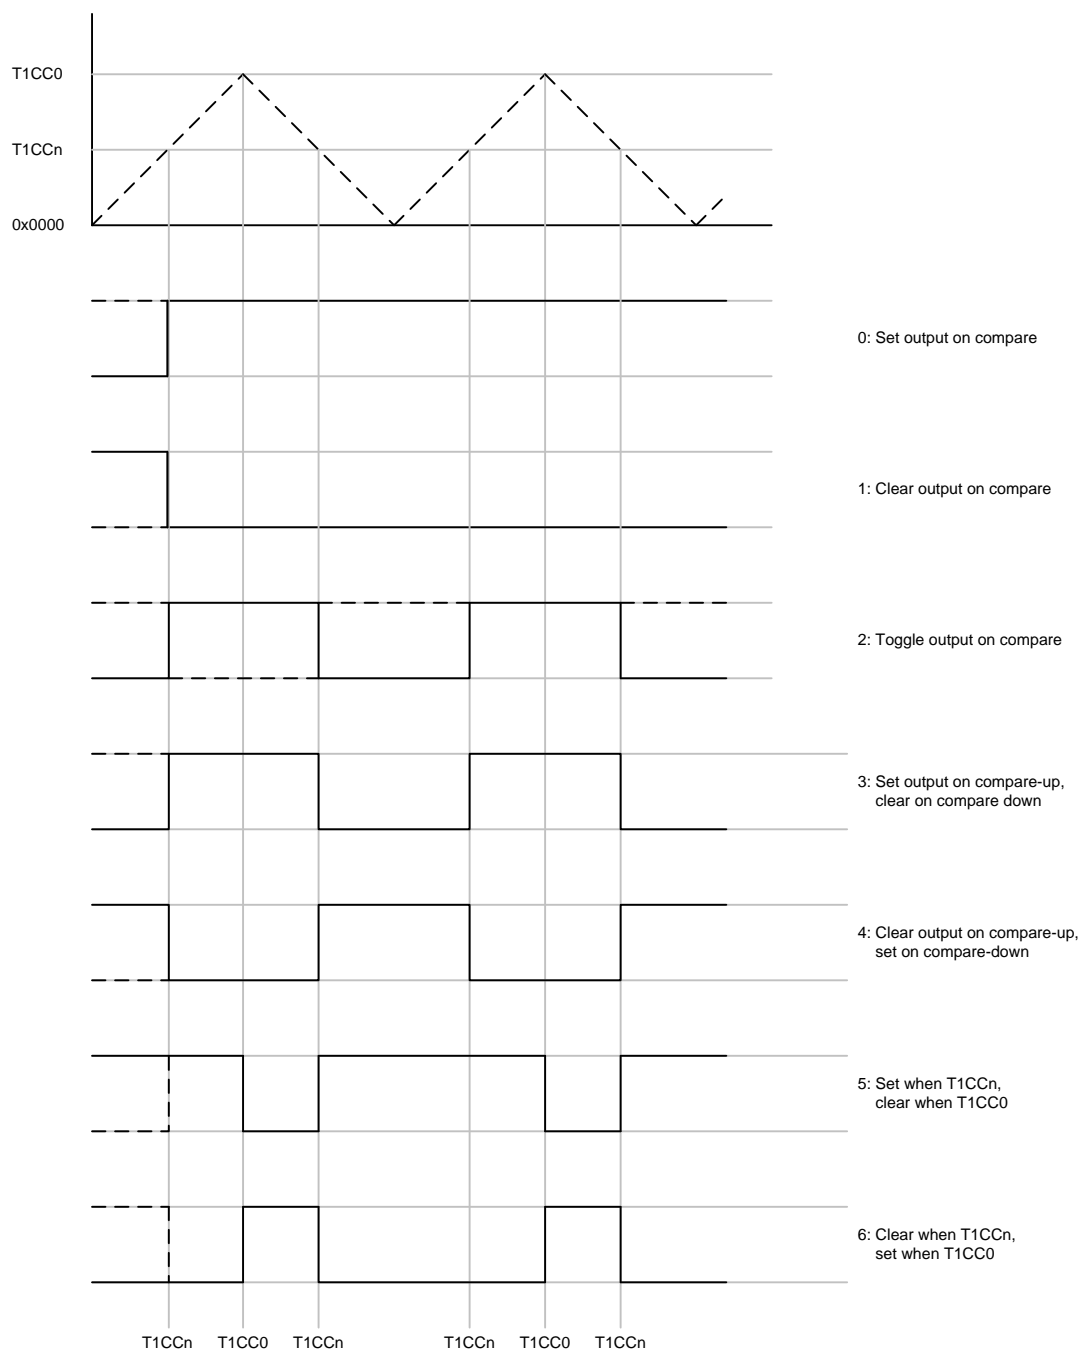 T1CC0
T1CCn
0x0000
0: Set output on compare
1: Clear output on compare
2: Toggle output on compare
3: Set output on compare-up,
clear on compare down
4: Clear output on compare-up,
set on compare-down
5: Set when T1CCn,
clear when T1CC0
6: Clear when T1CCn,
set when T1CC0
T1CCn T1CC0 T1CCn T1CCn T1CC0 T1CCn